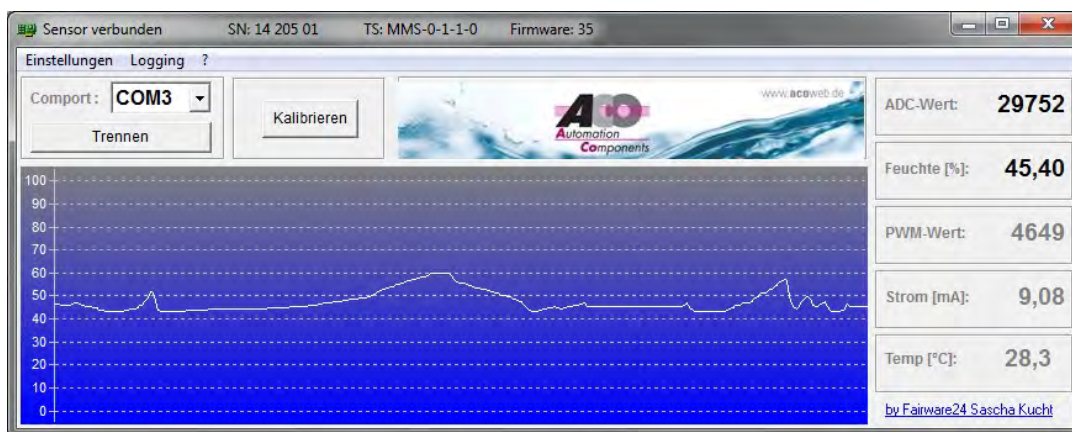 Sensor verbunden SN: 14 205 01 TS: MMS-0-1-1-0 Firmware: 35
Einstellungen Logging ?
Comport: COM3
Trennen
Kalibrieren
www.acoweb.de
ACO
Automation
Components
ADC-Wert: 29752
Feuchte [%]: 45,40
PWM-Wert: 4649
Strom [mA]: 9,08
Temp [°C]: 28,3
by Fairware24 Sascha Kucht
100
90
80
70
60
50
40
30
20
10
0